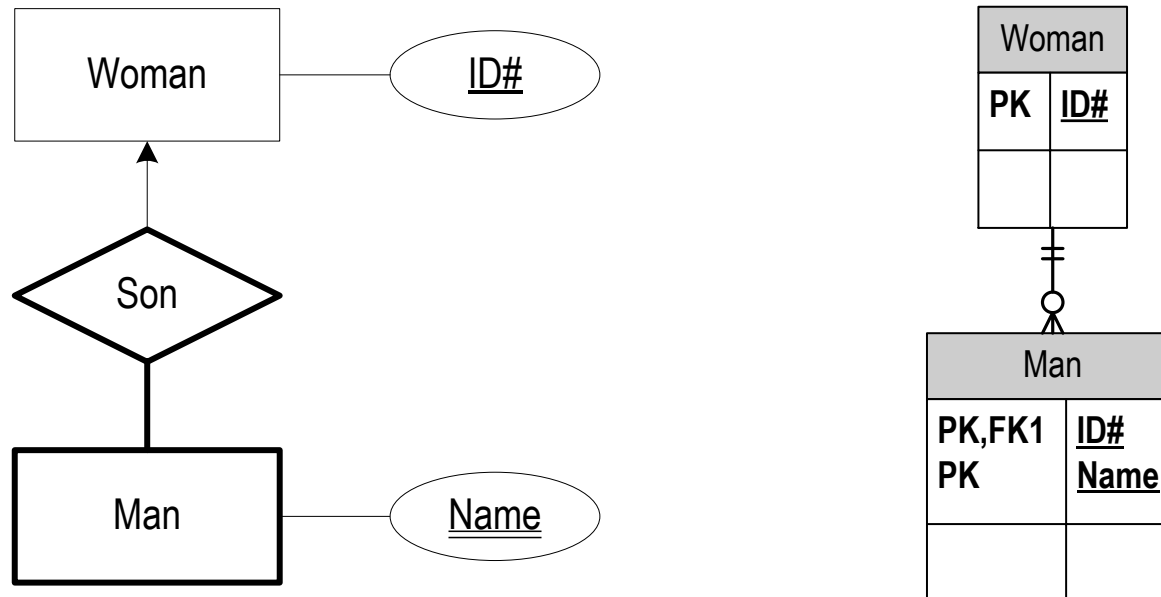 Woman
ID#
Son
Man
Name
Woman
PK ID#
Man
PK,FK1 ID#
PK Name